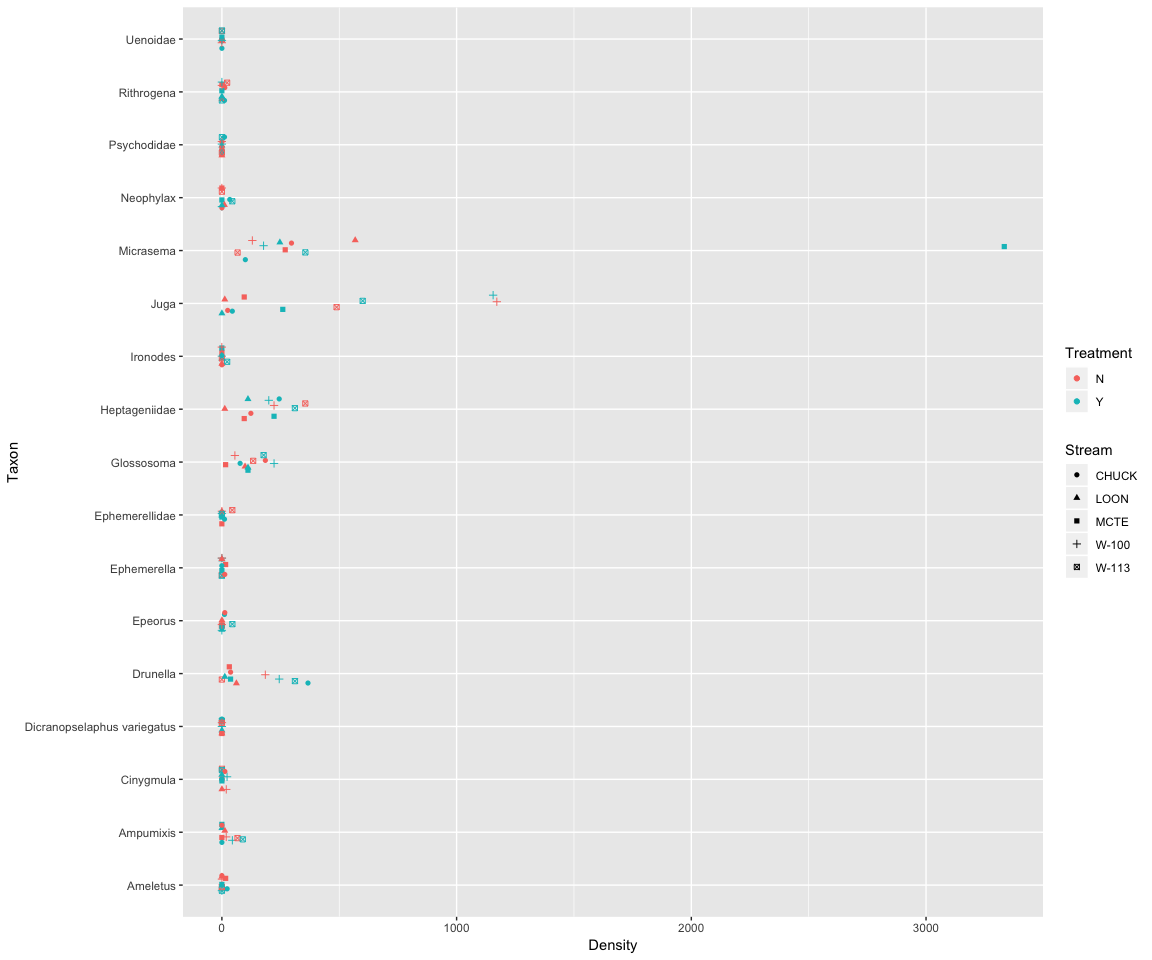 Uenoidae
Rithrogena
Psychodidae
Neophylax
Micrasema
Juga
Ironodes
Heptageniidae
Glossosoma
Ephemerellidae
Ephemerella
Epeorus
Drunella
Dicranopselaphus variegatus
Cinygmula
Ampumixis
Ameletus
Taxon
0 1000 2000 3000
Density
Treatment
N
Y
Stream
CHUCK
LOON
MCTE
W-100
W-113